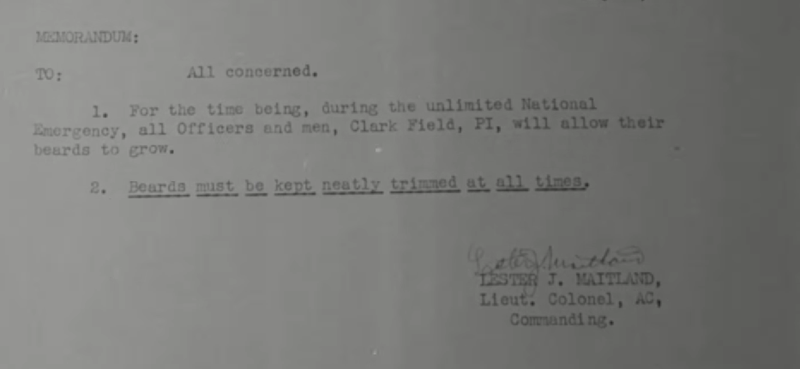 MEMORANDUM:
TO: All concerned.
1. For the time being, during the unlimited National
Emergency, all Officers and men, Clark Field, PI, will allow their
beards to grow.
2. Beards must be kept neatly trimmed at all times.
Lester J Maitland
LESTER J. MAITLAND,
Lieut. Colonel, AC,
Commanding.